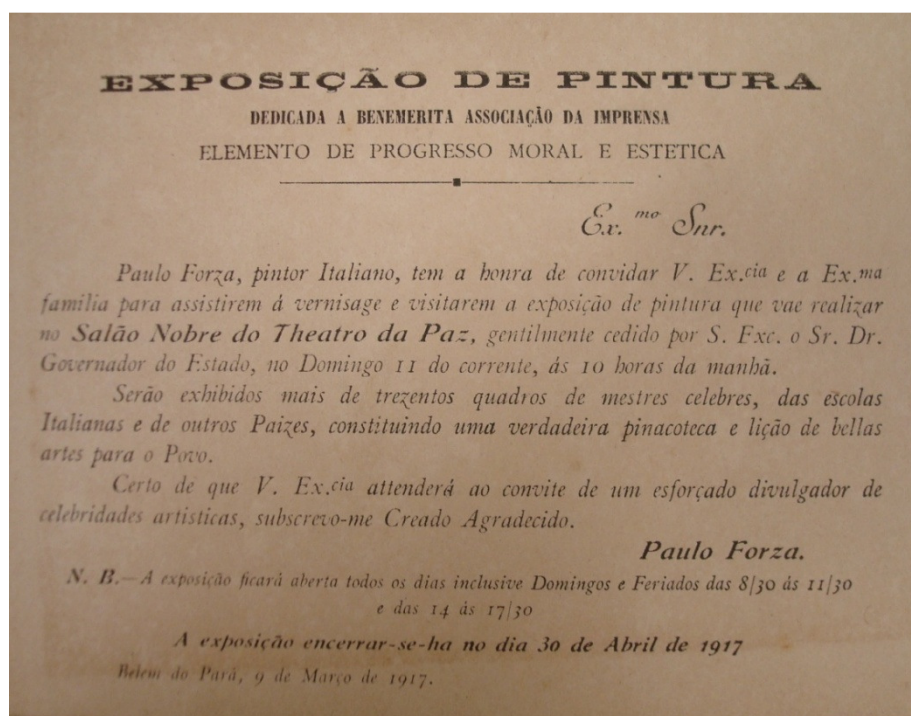 EXPOSIÇÃO DE PINTURA
DEDICADA A BENEMERITA ASSOCIAÇÃO DA IMPRENSA
ELEMENTO DE PROGRESSO MORAL E ESTETICA
Ex.mo Snr.
Paulo Forza, pintor Italiano, tem a honra de convidar V. Ex.cia e a Ex.ma
familia para assistirem á vernisage e visitarem a exposição de pintura que vae realizar
no Salão Nobre do Theatro da Paz, gentilmente cedido por S. Exc. o Sr. Dr.
Governador do Estado, no Domingo 11 do corrente, ás 10 horas da manhã.
Serão exhibidos mais de trezentos quadros de mestres celebres, das escolas
Italianas e de outros Paizes, constituindo uma verdadeira pinacoteca e lição de bellas
artes para o Povo.
Certo de que V. Ex.cia attenderá ao convite de um esforçado divulgador de
celebridades artisticas, subscrevo-me Creado Agradecido.
Paulo Forza.
N. B.—A exposição ficará aberta todos os dias inclusive Domingos e Feriados das 8/30 ás 11/30
e das 14 ás 17/30
A exposição encerrar-se-ha no dia 30 de Abril de 1917
Belem do Pará, 9 de Março de 1917.